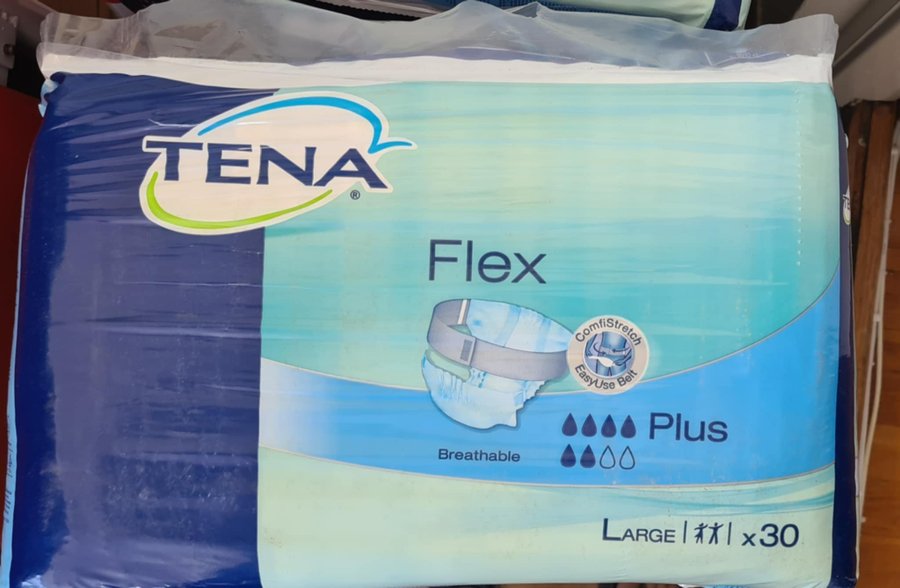 TENA
®
Flex
ComfiStretch
EasyUse Belt
Plus
Breathable
LARGE x30